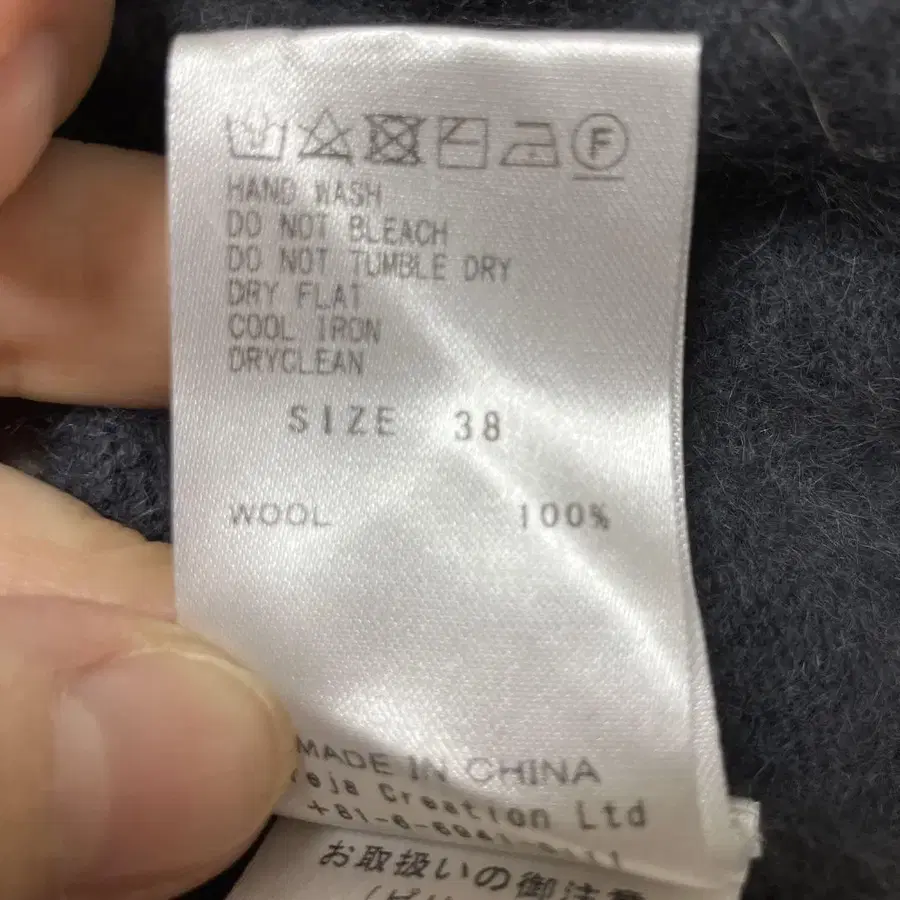 F
HAND WASH
DO NOT BLEACH
DO NOT TUMBLE DRY
DRY FLAT
COOL IRON
DRYCLEAN
SIZE 38
WOOL 100%
MADE IN CHINA
Creation Ltd
お取扱いの御注意